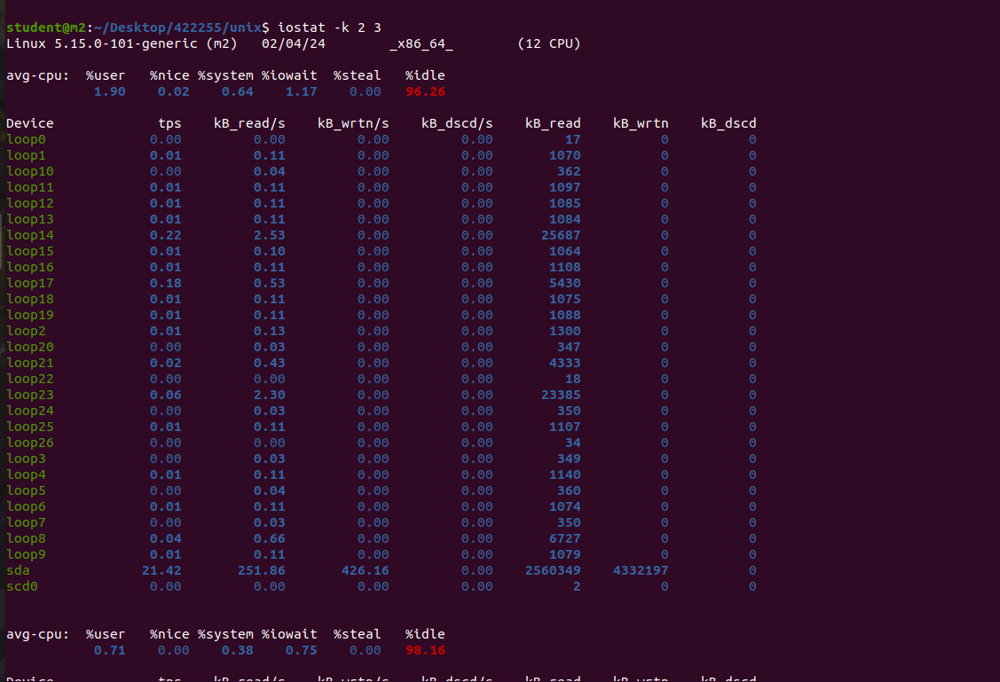 student@m2:~/Desktop/422255/unix$ iostat -k 2 3
Linux 5.15.0-101-generic (m2)   02/04/24        _x86_64_        (12 CPU)
avg-cpu:  %user   %nice %system %iowait  %steal   %idle
           1.90    0.02    0.64    1.17    0.00   96.26
Device             tps    kB_read/s    kB_wrtn/s    kB_dscd/s    kB_read    kB_wrtn    kB_dscd
loop0             0.00         0.00         0.00         0.00         17          0          0
loop1             0.01         0.11         0.00         0.00       1070          0          0
loop10            0.00         0.04         0.00         0.00        362          0          0
loop11            0.01         0.11         0.00         0.00       1097          0          0
loop12            0.01         0.11         0.00         0.00       1085          0          0
loop13            0.01         0.11         0.00         0.00       1084          0          0
loop14            0.22         2.53         0.00         0.00      25687          0          0
loop15            0.01         0.10         0.00         0.00       1064          0          0
loop16            0.01         0.11         0.00         0.00       1108          0          0
loop17            0.18         0.53         0.00         0.00       5430          0          0
loop18            0.01         0.11         0.00         0.00       1075          0          0
loop19            0.01         0.11         0.00         0.00       1088          0          0
loop2             0.01         0.13         0.00         0.00       1300          0          0
loop20            0.00         0.03         0.00         0.00        347          0          0
loop21            0.02         0.43         0.00         0.00       4333          0          0
loop22            0.00         0.00         0.00         0.00         18          0          0
loop23            0.06         2.30         0.00         0.00      23385          0          0
loop24            0.00         0.03         0.00         0.00        350          0          0
loop25            0.01         0.11         0.00         0.00       1107          0          0
loop26            0.00         0.00         0.00         0.00         34          0          0
loop3             0.00         0.03         0.00         0.00        349          0          0
loop4             0.01         0.11         0.00         0.00       1140          0          0
loop5             0.00         0.04         0.00         0.00        360          0          0
loop6             0.01         0.11         0.00         0.00       1074          0          0
loop7             0.00         0.03         0.00         0.00        350          0          0
loop8             0.04         0.66         0.00         0.00       6727          0          0
loop9             0.01         0.11         0.00         0.00       1079          0          0
sda              21.42       251.86       426.16         0.00    2560349    4332197          0
scd0              0.00         0.00         0.00         0.00          2          0          0
avg-cpu:  %user   %nice %system %iowait  %steal   %idle
           0.71    0.00    0.38    0.75    0.00   98.16
Device             tps    kB_read/s    kB_wrtn/s    kB_dscd/s    kB_read    kB_wrtn    kB_dscd